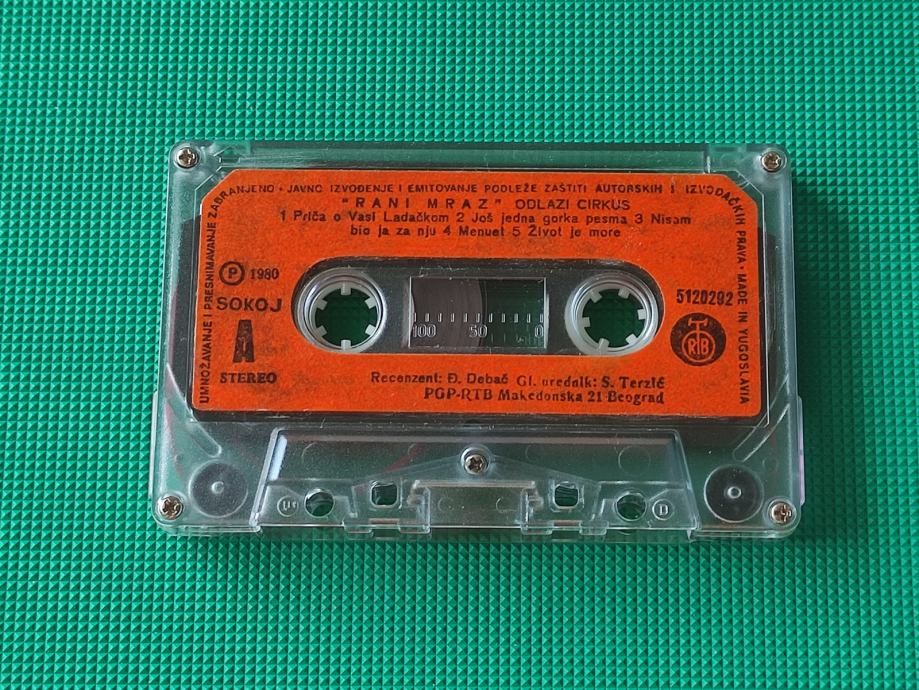 UMNOŽAVANJE I PRESNIMAVANJE ZABRANJENO • JAVNO IZVOĐENJE I EMITOVANJE PODLEŽE ZAŠTITI AUTORSKIH I IZVOĐAČKIH PRAVA • MADE IN YUGOSLAVIA
"RANI MRAZ" ODLAZI CIRKUS
1 Priča o Vasi Ladačkom 2 Još jedna gorka pesma 3 Nisam
bio ja za nju 4 Menuet 5 Život je more
Ⓟ 1980
SOKOJ
5120292
A
RTB
100 50 0
STEREO
Recenzent: Đ. Debač Gl. urednik: S. Terzić
PGP-RTB Makedonska 21 Beograd